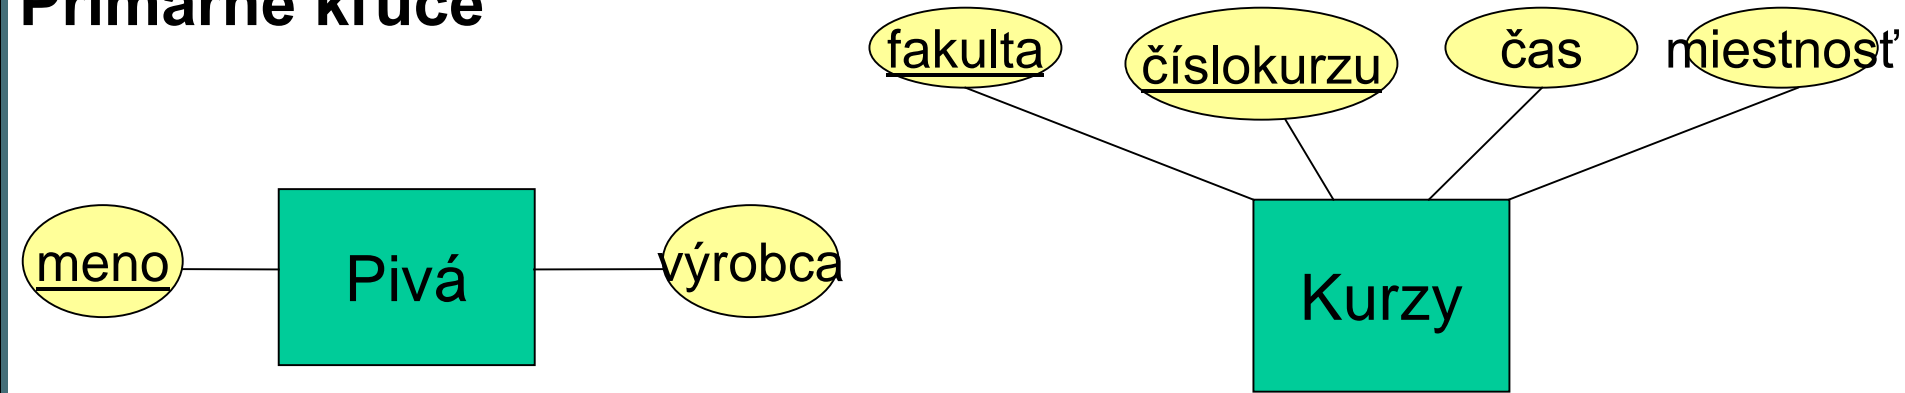 Primárne kľúče
fakulta
číslokurzu
čas
miestnosť
meno
Pivá
výrobca
Kurzy